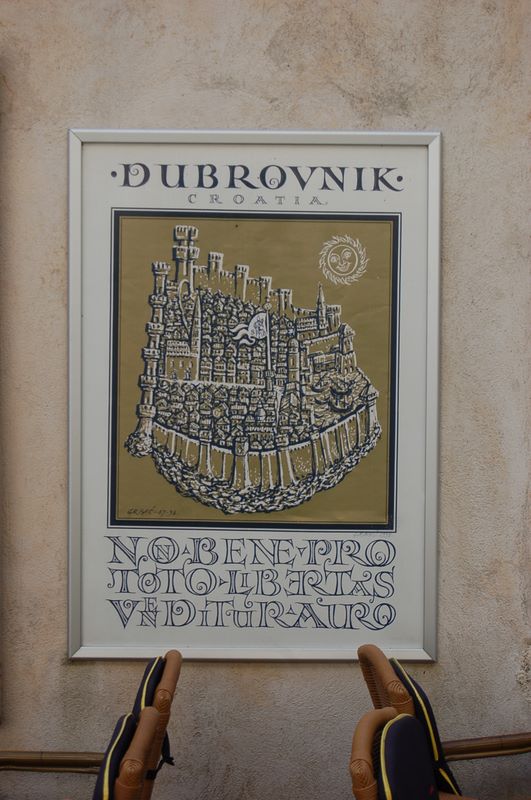 ·DUBROVNIK·
CROATIA
NON·BENE·PRO
TOTO·LIBERTAS
VENDITUR·AURO